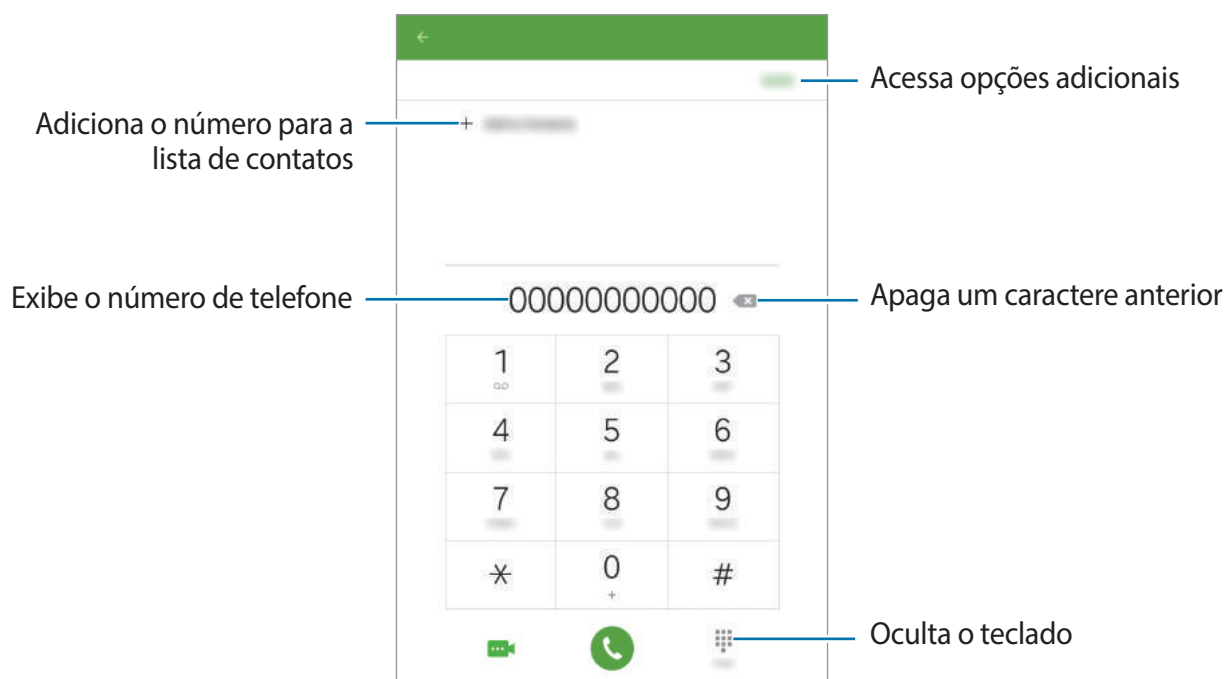 Acessa opções adicionais
Adiciona o número para a
lista de contatos
+
Exibe o número de telefone
00000000000
Apaga um caractere anterior
1 2 3
4 5 6
7 8 9
* 0 #
+
Oculta o teclado